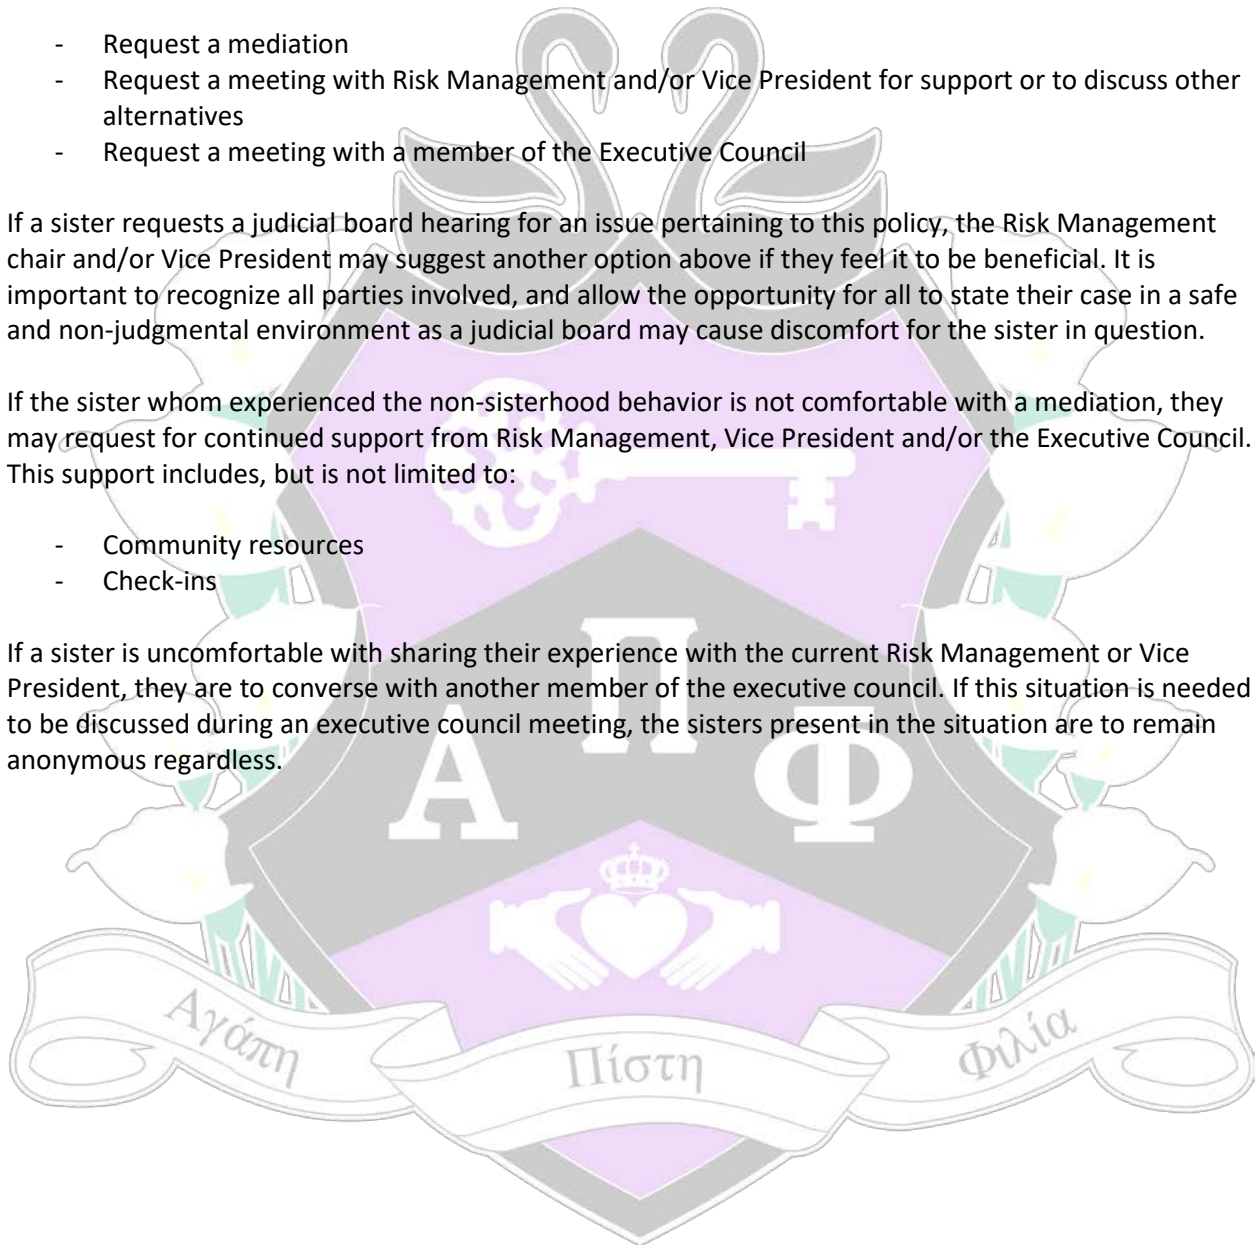 - Request a mediation
- Request a meeting with Risk Management and/or Vice President for support or to discuss other
alternatives
- Request a meeting with a member of the Executive Council
If a sister requests a judicial board hearing for an issue pertaining to this policy, the Risk Management
chair and/or Vice President may suggest another option above if they feel it to be beneficial. It is
important to recognize all parties involved, and allow the opportunity for all to state their case in a safe
and non-judgmental environment as a judicial board may cause discomfort for the sister in question.
If the sister whom experienced the non-sisterhood behavior is not comfortable with a mediation, they
may request for continued support from Risk Management, Vice President and/or the Executive Council.
This support includes, but is not limited to:
- Community resources
- Check-ins
If a sister is uncomfortable with sharing their experience with the current Risk Management or Vice
President, they are to converse with another member of the executive council. If this situation is needed
to be discussed during an executive council meeting, the sisters present in the situation are to remain
anonymous regardless.
Α Π Φ
Αγάπη
Πίστη
Φιλία